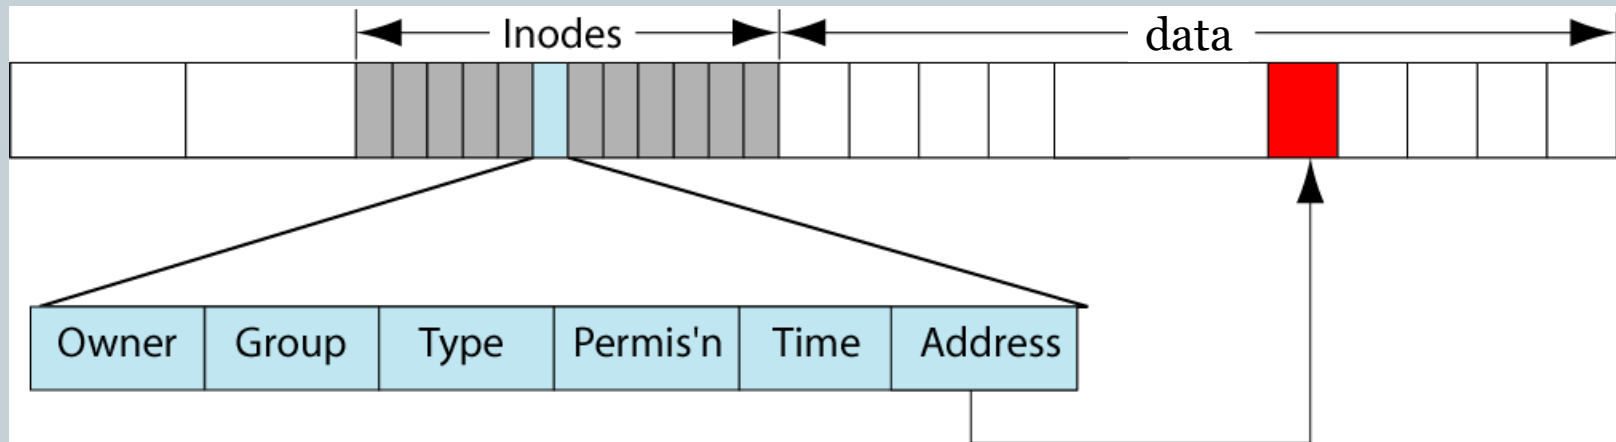 Inodes data
Owner Group Type Permis'n Time Address